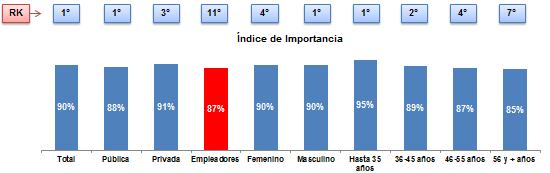 RK 1° 1° 3° 11° 4° 1° 1° 2° 4° 7°
Índice de Importancia
90% 88% 91% 87% 90% 90% 95% 89% 87% 85%
Total Pública Privada Empleadores Femenino Masculino Hasta 35 años 36-45 años 46-55 años 56 y + años